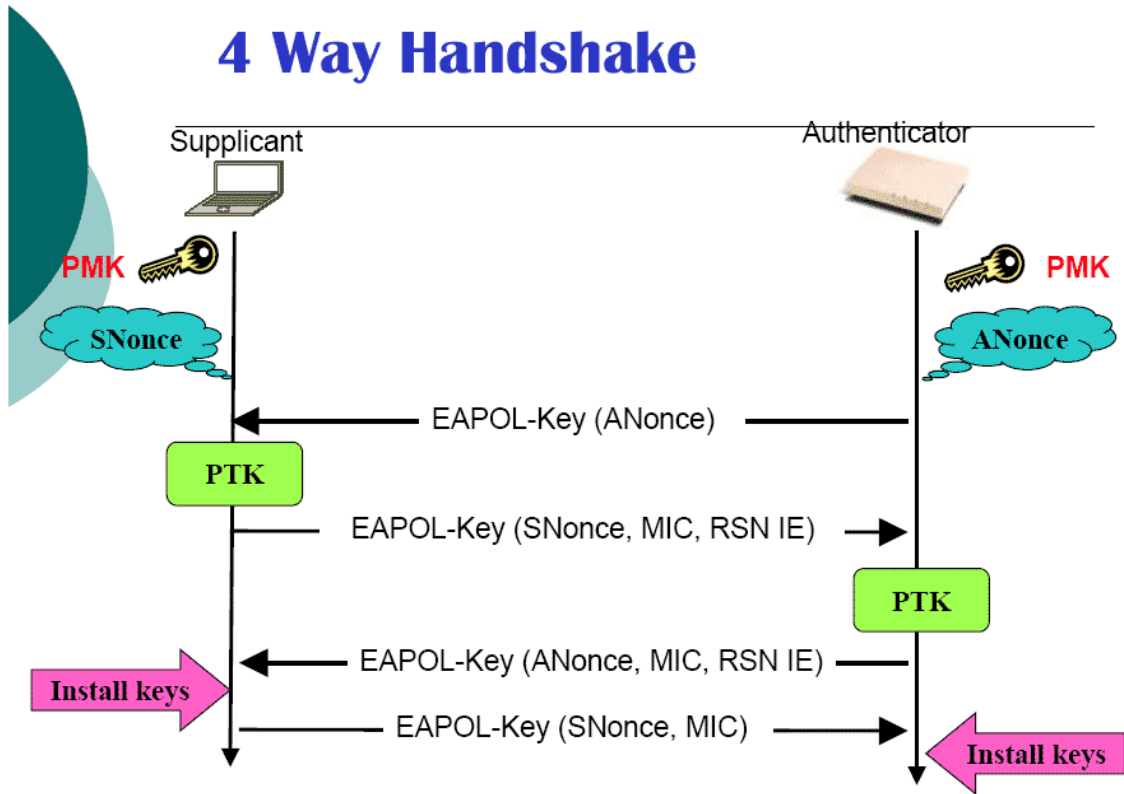 4 Way Handshake
Supplicant
Authenticator
PMK
PMK
SNonce
ANonce
EAPOL-Key (ANonce)
PTK
EAPOL-Key (SNonce, MIC, RSN IE)
PTK
EAPOL-Key (ANonce, MIC, RSN IE)
Install keys
EAPOL-Key (SNonce, MIC)
Install keys